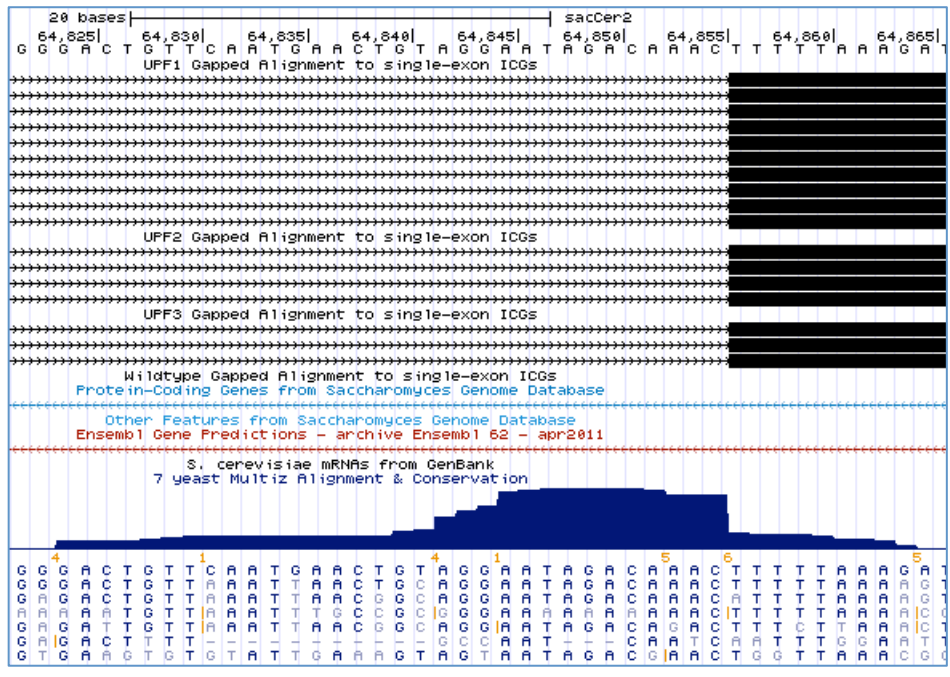 20 bases sacCer2
64,825 64,830 64,835 64,840 64,845 64,850 64,855 64,860 64,865
G G G A C T G T T C A A T G A A C T G T A G G A A T A G A C A A A C T T T T T A A A G A T
UPF1 Gapped Alignment to single-exon ICGs
UPF2 Gapped Alignment to single-exon ICGs
UPF3 Gapped Alignment to single-exon ICGs
Wildtype Gapped Alignment to single-exon ICGs
Protein-Coding Genes from Saccharomyces Genome Database
Other Features from Saccharomyces Genome Database
Ensembl Gene Predictions - archive Ensembl 62 - apr2011
S. cerevisiae mRNAs from GenBank
7 yeast Multiz Alignment & Conservation
4 1 4 1 5 6 5
G G G A C T G T T C A A T G A A C T G T A G G A A T A G A C A A A C T T T T T A A A G A T
G G G A C T G T T A A A T T A A C T G C A G G A A T A G A C A A A C T T T T T A A A A G
G A G A C T G T T A A A T T A A C G G C A G G A A T A G A C A A A C T T T T T A A A A C
A A A A A T G T T A A A T T T G C C G C G G G A A A A A A A A A C A T T T T T A A A A C
G A G A T T G T T A A A T T A A C G G C A G G A A T A G A C A G A C T T T C T T A A A C
G A G A C T T T T - - - - - - - - - - - G C C A A T - - - C A A T C A A T T T G G A A T
G T G A A G T G T G T A T T G A A A G T A G T A A T A G A C G A A C T G G T T A A A C G